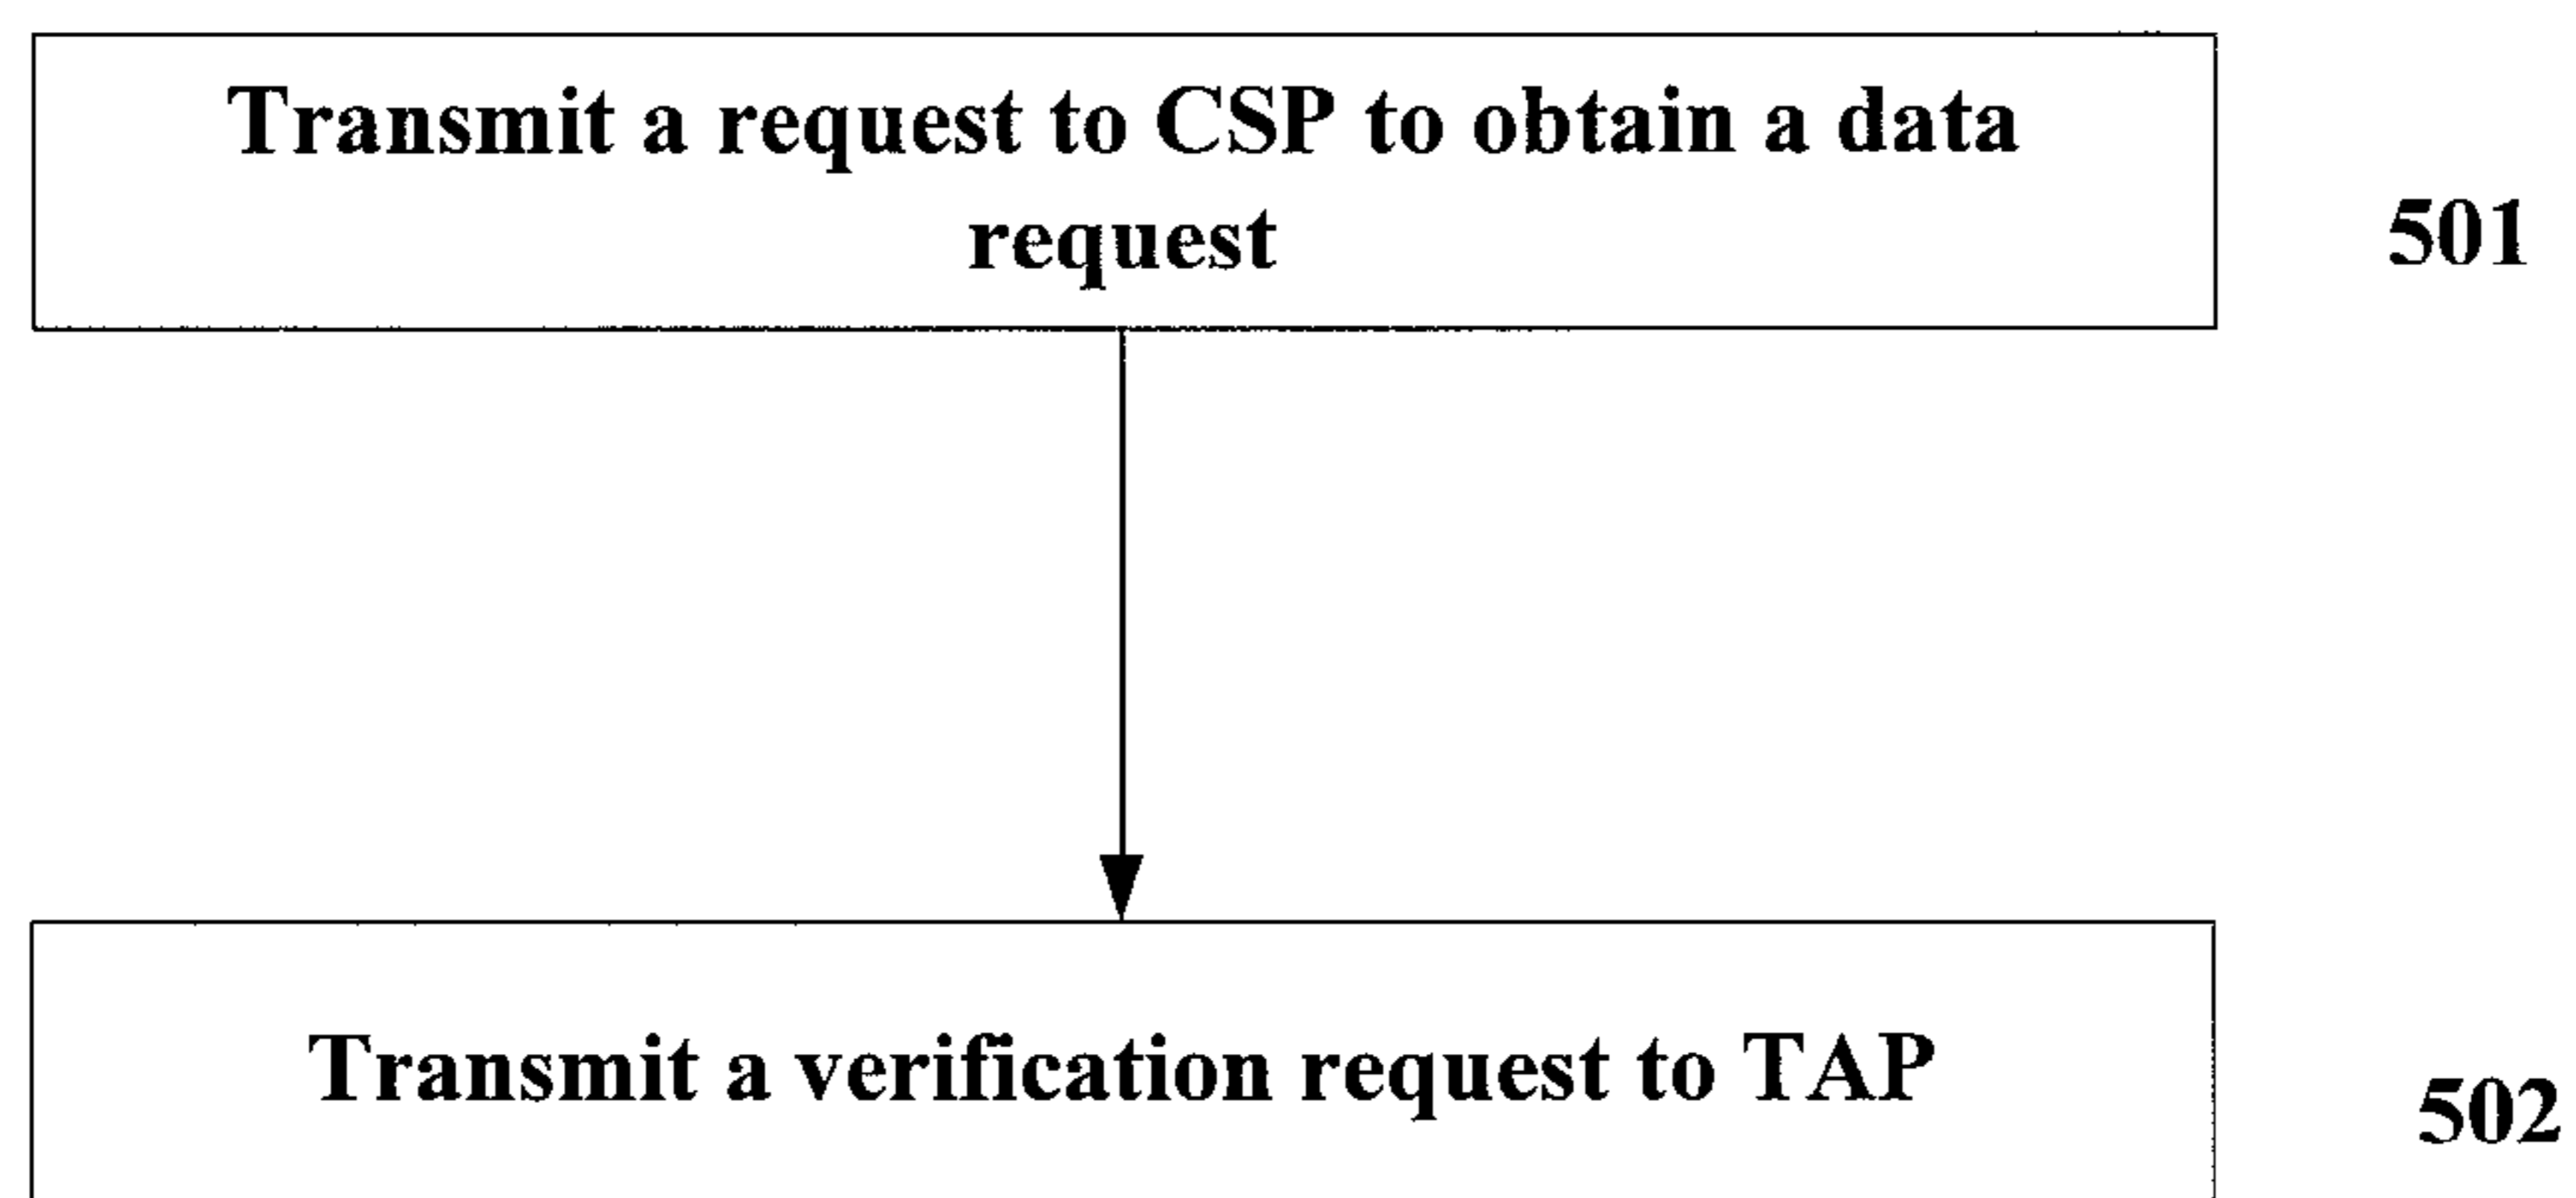 Transmit a request to CSP to obtain a data
request
501
Transmit a verification request to TAP
502